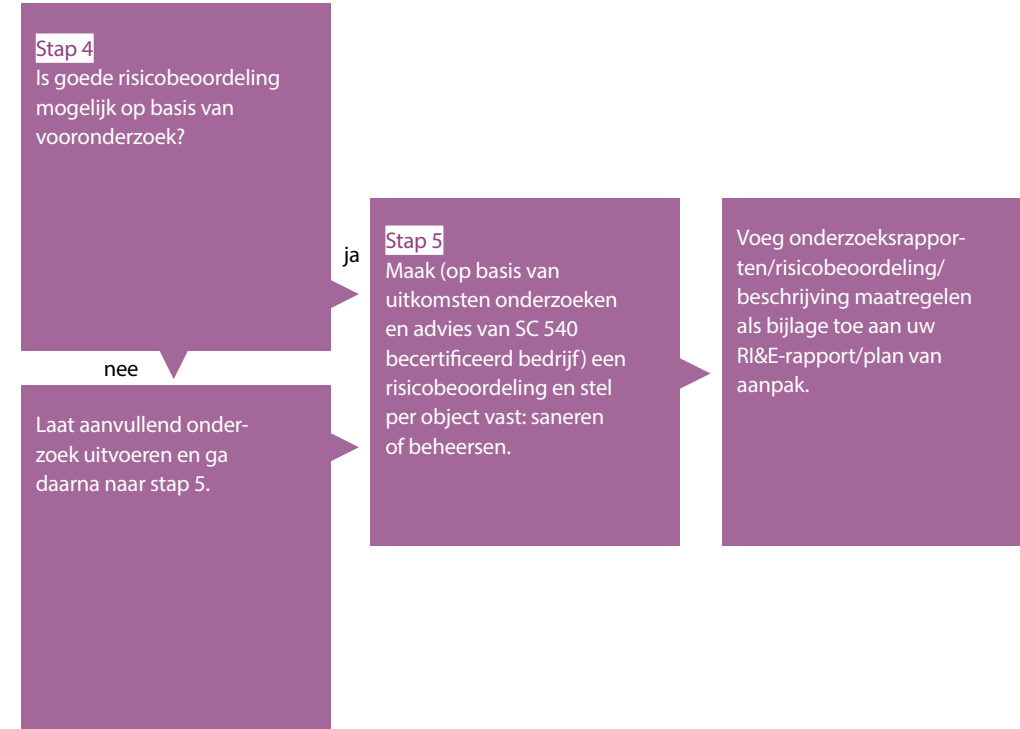 Stap 4
Is goede risicobeoordeling
mogelijk op basis van
vooronderzoek?
ja
nee
Laat aanvullend onder-
zoek uitvoeren en ga
daarna naar stap 5.
Stap 5
Maak (op basis van
uitkomsten onderzoeken
en advies van SC 540
becertificeerd bedrijf) een
risicobeoordeling en stel
per object vast: saneren
of beheersen.
Voeg onderzoeksrappor-
ten/risicobeoordeling/
beschrijving maatregelen
als bijlage toe aan uw
RI&E-rapport/plan van
aanpak.